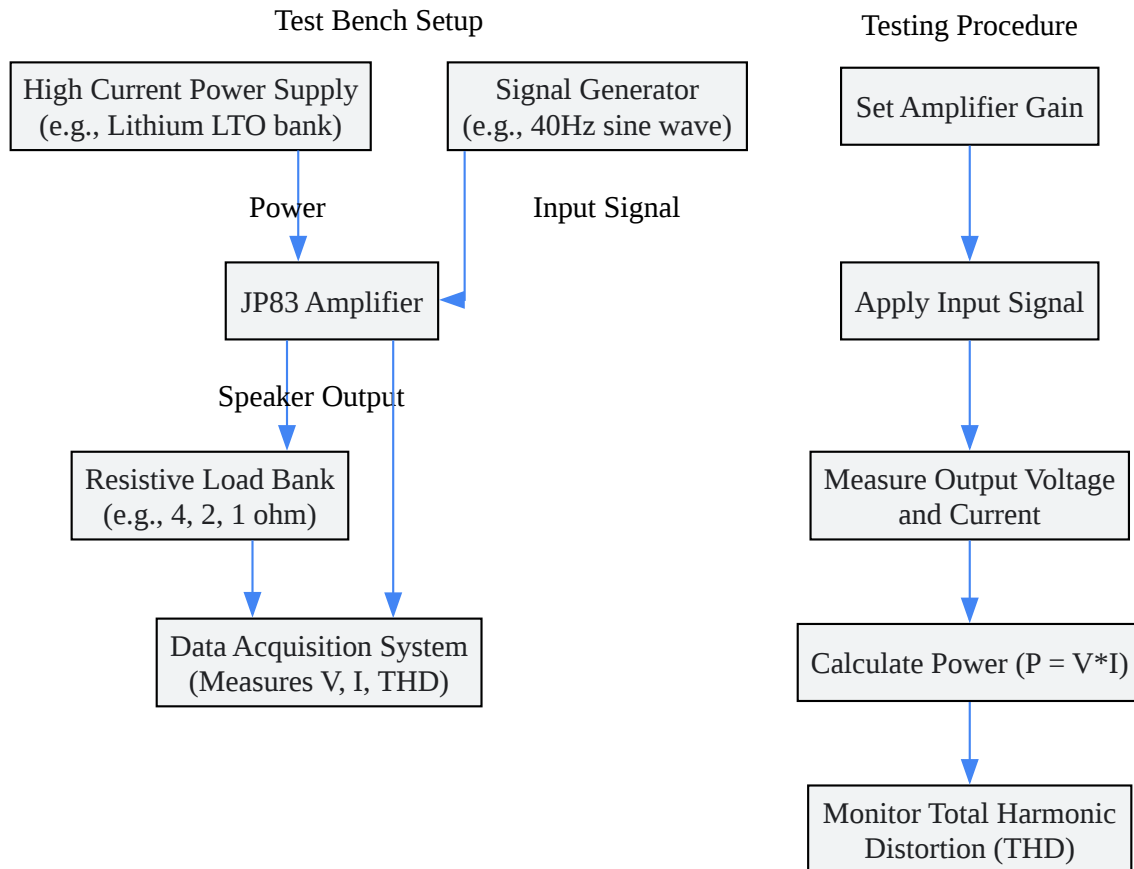 Test Bench Setup
High Current Power Supply
(e.g., Lithium LTO bank)
Signal Generator
(e.g., 40Hz sine wave)
Power
Input Signal
JP83 Amplifier
Speaker Output
Resistive Load Bank
(e.g., 4, 2, 1 ohm)
Data Acquisition System
(Measures V, I, THD)
Testing Procedure
Set Amplifier Gain
Apply Input Signal
Measure Output Voltage
and Current
Calculate Power (P = V*I)
Monitor Total Harmonic
Distortion (THD)